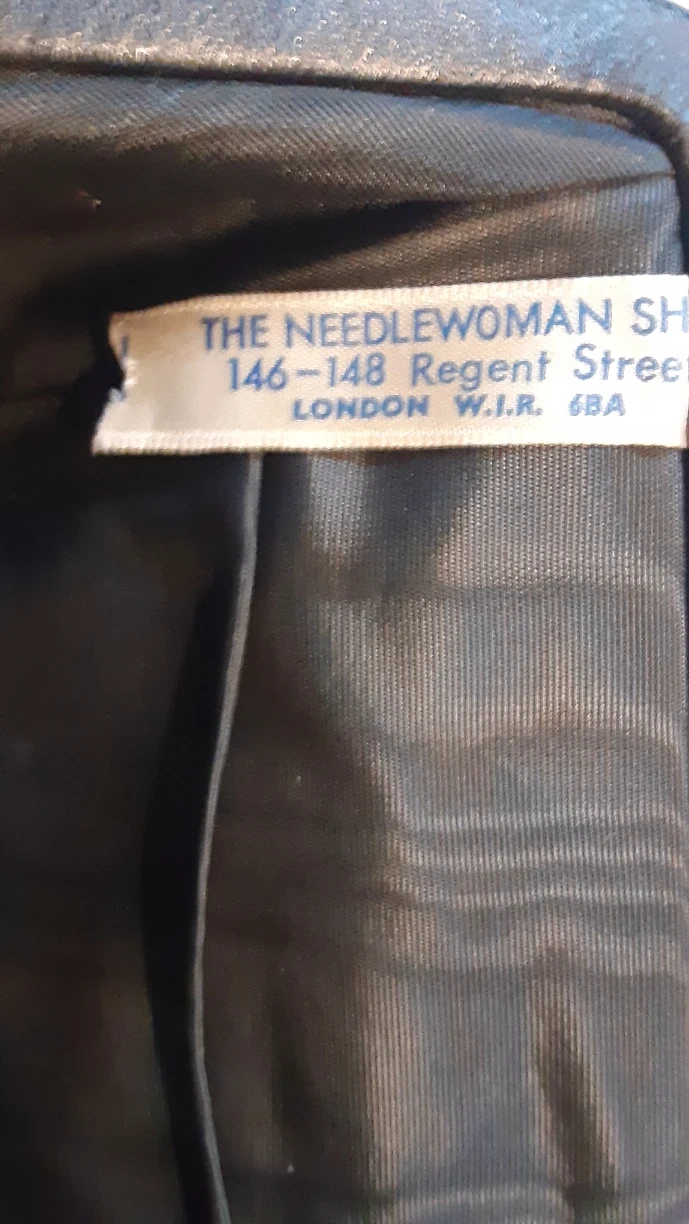 THE NEEDLEWOMAN SH
146-148 Regent Stree
LONDON W.I.R. 6BA